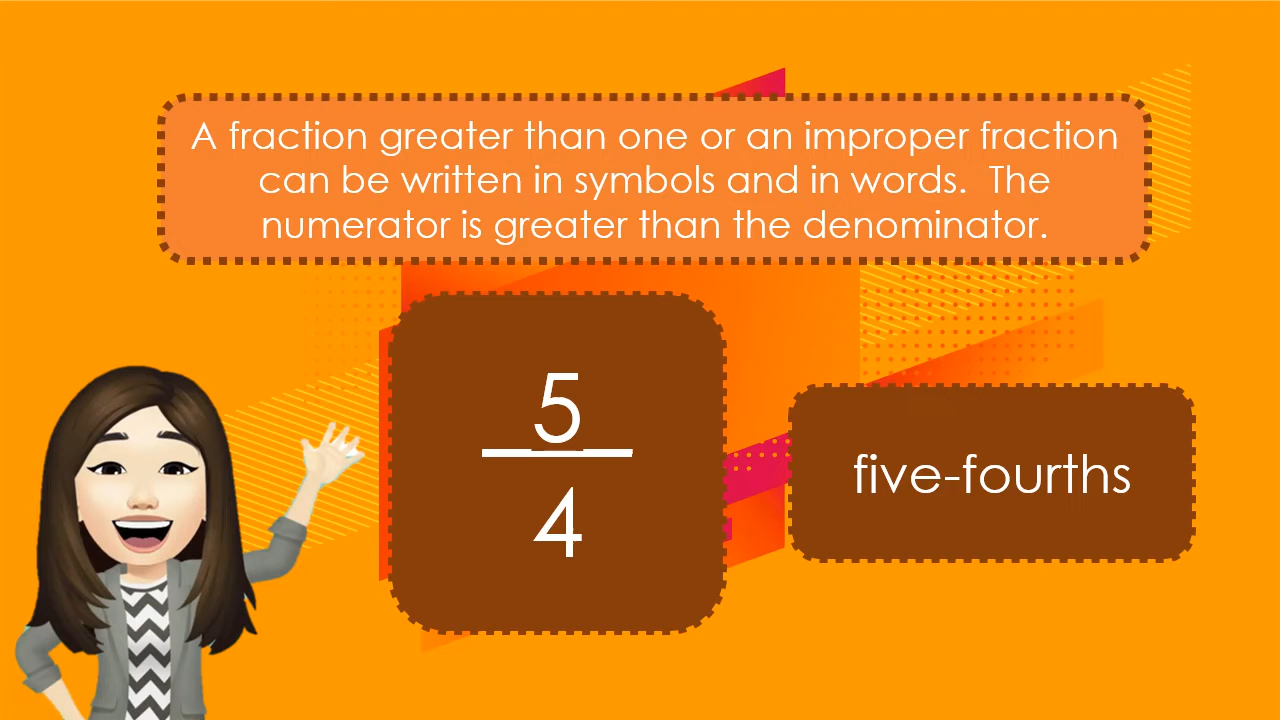 A fraction greater than one or an improper fraction
can be written in symbols and in words.  The
numerator is greater than the denominator.
5
4
five-fourths